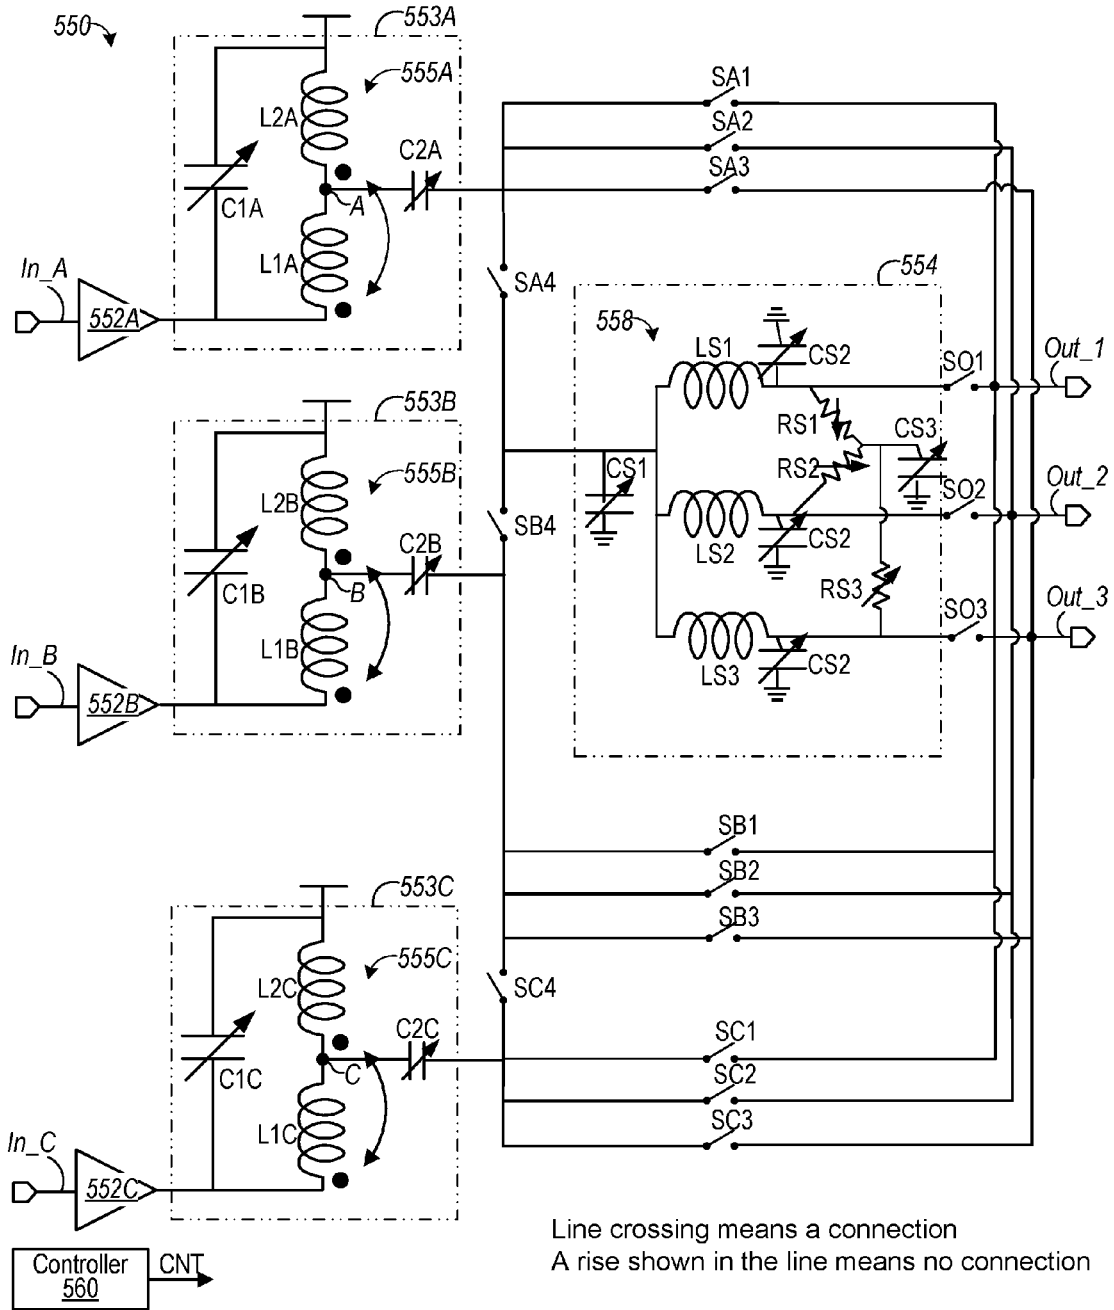 550
553A
555A
L2A
C2A
C1A
A
L1A
In_A
552A
SA1
SA2
SA3
SA4
554
558
LS1
CS2
SO1
Out_1
RS1
CS3
CS1
RS2
SO2
Out_2
LS2
CS2
RS3
SO3
Out_3
LS3
CS2
553B
555B
L2B
SB4
C2B
C1B
B
L1B
In_B
552B
SB1
SB2
SB3
553C
555C
L2C
SC4
C2C
C1C
C
L1C
SC1
SC2
SC3
In_C
552C
Line crossing means a connection
A rise shown in the line means no connection
Controller
560
CNT